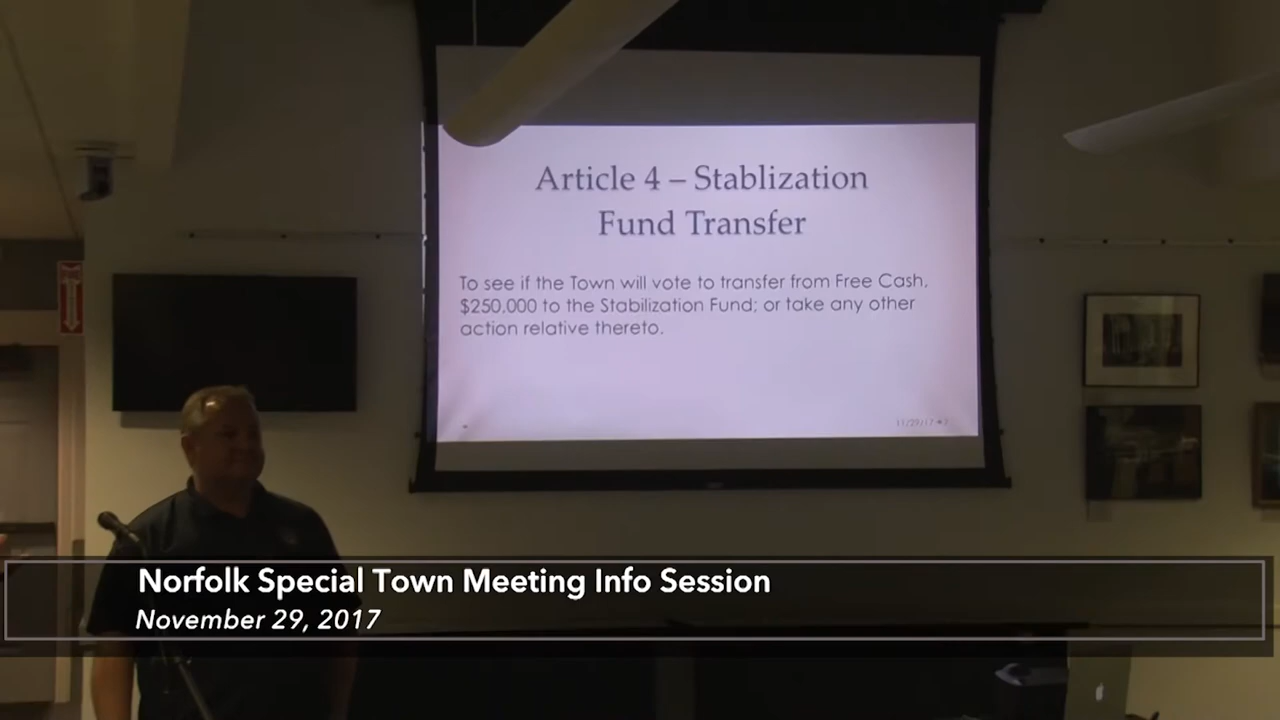 Article 4 – Stablization
Fund Transfer
To see if the Town will vote to transfer from Free Cash,
$250,000 to the Stabilization Fund; or take any other
action relative thereto.
Norfolk Special Town Meeting Info Session
November 29, 2017